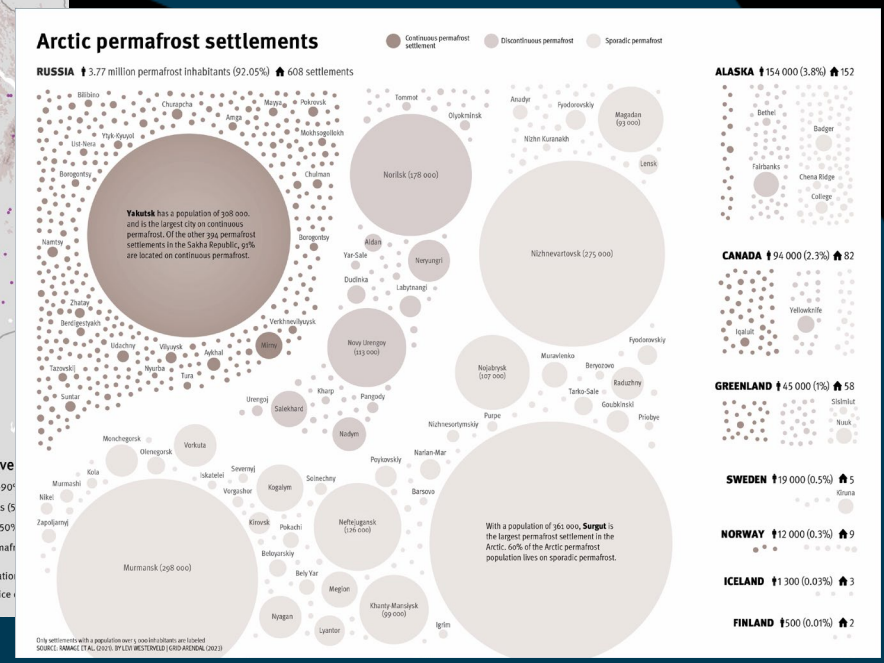 Arctic permafrost settlements
Continuous permafrost
settlement
Discontinuous permafrost
Sporadic permafrost
RUSSIA 3.77 million permafrost inhabitants (92.05%) 608 settlements
Bilibino
Churapcha
Mayya
Pokrovsk
Amga
Ytyk-Kyuyol
Mokhsogollokh
List-Nera
Borogontsy
Chulman
Yakutsk has a population of 308 000.
and is the largest city on continuous
permafrost. Of the other 394 permafrost
settlements in the Sakha Republic, 91%
are located on continuous permafrost.
Namtsy
Borogontsy
Zhatay
Berdigestyakh
Verkhnevilyuysk
Udachny
Vilyuysk
Aykhal
Mirny
Tazovskij
Nyurba
Tura
Suntar
Tommot
Olyokminsk
Norilsk (178 000)
Aldan
Yar-Sale
Neryungri
Dudinka
Labytnangi
Novy Urengoy
(113 000)
Urengoj
Kharp
Pangody
Salekhard
Nadym
Anadyr
Fyodorovskiy
Magadan
(93 000)
Nizhn Kuranakh
Lensk
Nizhnevartovsk (275 000)
Fyodorovskiy
Nojabrysk
(107 000)
Muravlenko
Beryozovo
Raduzhny
Tarko-Sale
Goubkinski
Purpe
Priobye
Nizhnesortymskiy
Monchegorsk
Olenegorsk
Vorkuta
Kola
Murmashi
Nikel
Zapoljarnyj
Iskatelei
Severnyj
Vorgashor
Kogalym
Solnechny
Poykovskiy
Narian-Mar
Barsovo
Kirovsk
Pokachi
Neftejugansk
(126 000)
Beloyarskiy
Murmansk (298 000)
Bely Yar
Megion
Khanty-Mansiysk
(99 000)
Nyagan
Lyantor
Igrim
With a population of 361 000, Surgut is
the largest permafrost settlement in the
Arctic. 60% of the Arctic permafrost
population lives on sporadic permafrost.
ALASKA 154 000 (3.8%) 152
Bethel
Badger
Fairbanks
Chena Ridge
College
CANADA 94 000 (2.3%) 82
Iqaluit
Yellowknife
GREENLAND 45 000 (1%) 58
Sisimiut
Nuuk
SWEDEN 19 000 (0.5%) 5
Kiruna
NORWAY 12 000 (0.3%) 9
ICELAND 1 300 (0.03%) 3
FINLAND 500 (0.01%) 2
Only settlements with a population over 5 000 inhabitants are labeled
SOURCE: RAMAGE ET AL. (2021). BY LEVI WESTERVELD | GRID-ARENDAL (2023)